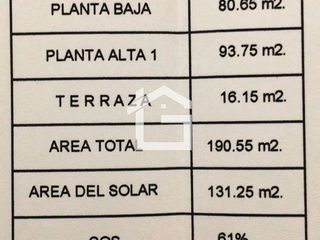 PLANTA BAJA 80.65 m2.
PLANTA ALTA 1 93.75 m2.
TERRAZA 16.15 m2.
AREA TOTAL 190.55 m2.
AREA DEL SOLAR 131.25 m2.
COS 61%